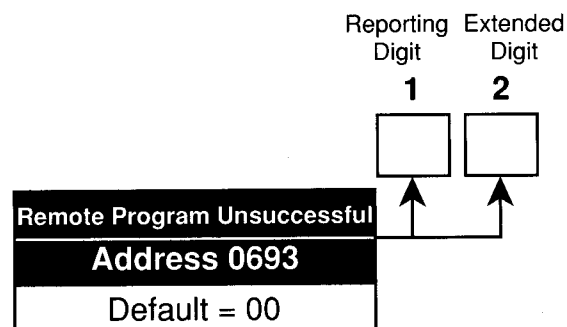 Reporting Extended
Digit Digit
1 2
Remote Program Unsuccessful
Address 0693
Default = 00